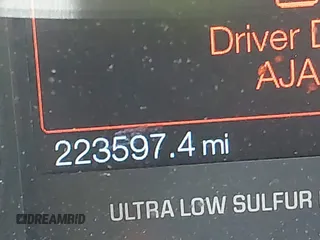 Driver D
AJA
223597.4 mi
ULTRA LOW SULFUR
DREAMBID